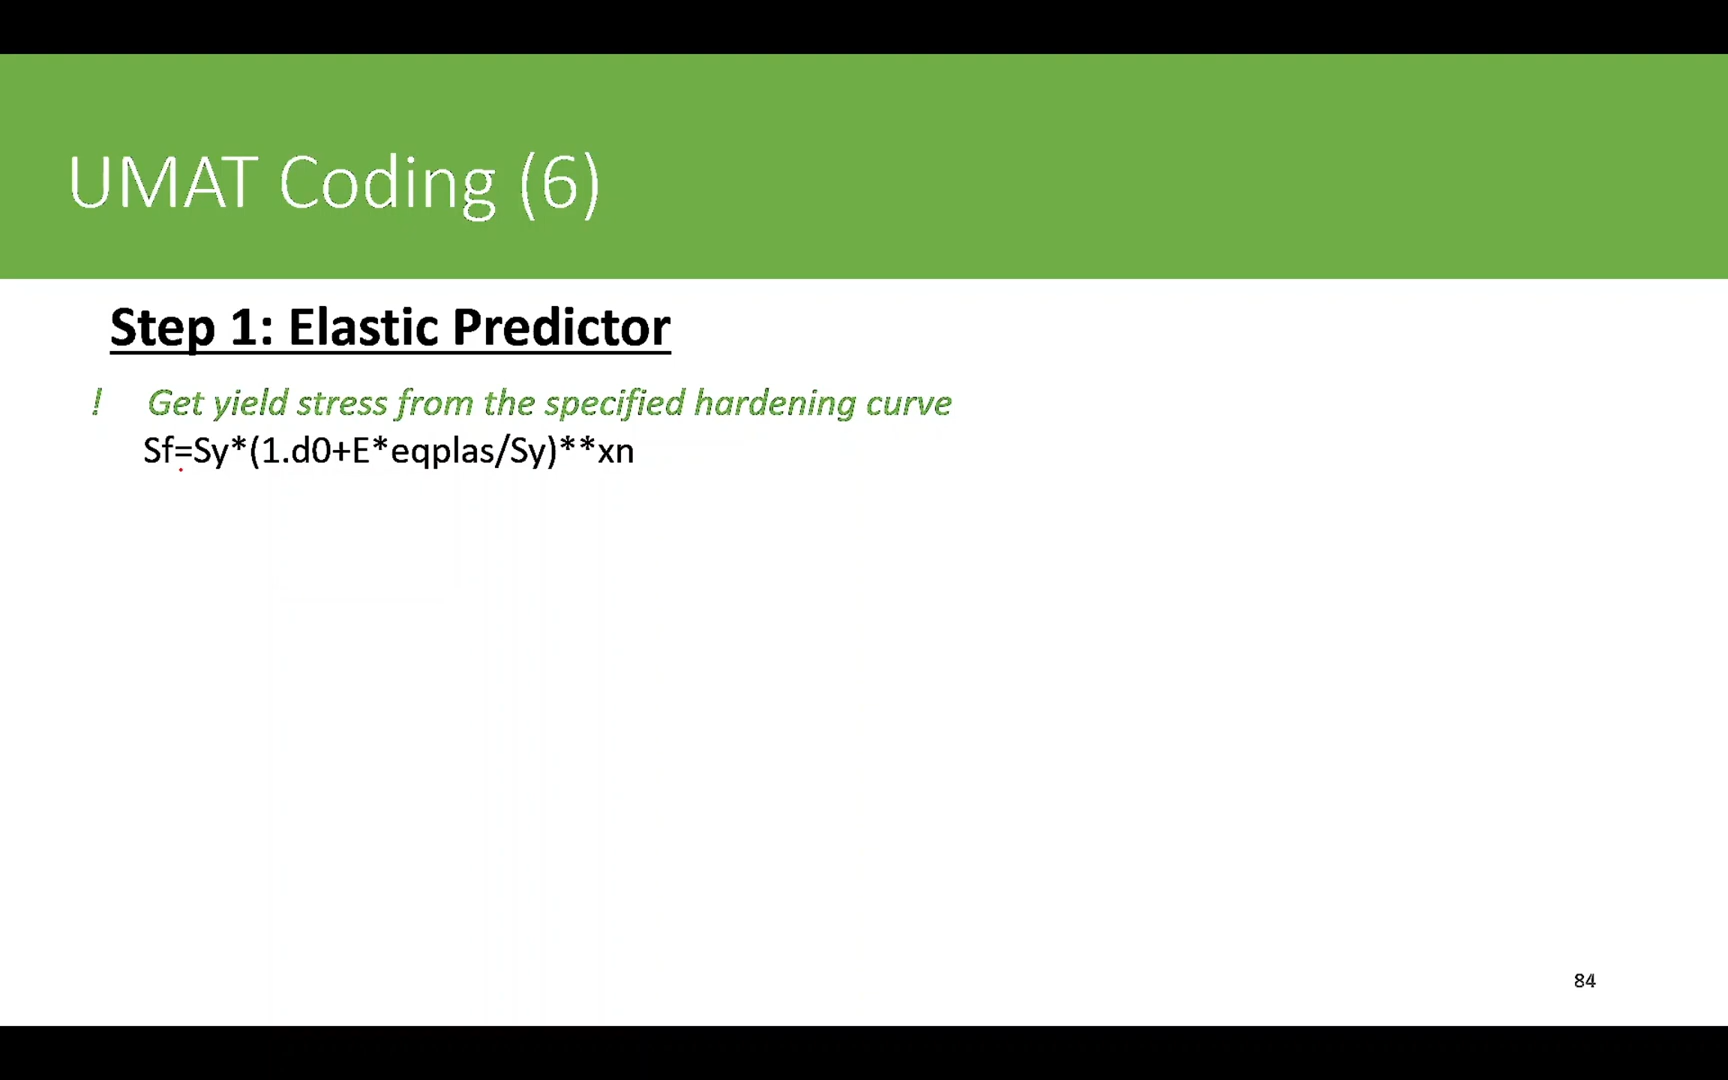 UMAT Coding (6)
Step 1: Elastic Predictor
! Get yield stress from the specified hardening curve
Sf=Sy*(1.d0+E*eqplas/Sy)**xn
84